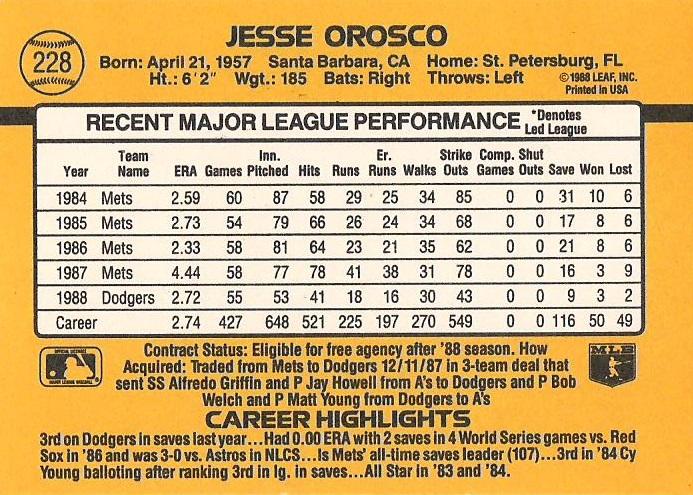 JESSE OROSCO
228
Born: April 21, 1957 Santa Barbara, CA Home: St. Petersburg, FL
Ht.: 6'2" Wgt.: 185 Bats: Right Throws: Left
©1988 LEAF, INC.
Printed in USA
RECENT MAJOR LEAGUE PERFORMANCE *Denotes Led League
Year Team Name ERA Games Inn. Pitched Hits Runs Er. Runs Walks Strike Outs Comp. Games Shut Outs Save Won Lost
1984 Mets 2.59 60 87 58 29 25 34 85 0 0 31 10 6
1985 Mets 2.73 54 79 66 26 24 34 68 0 0 17 8 6
1986 Mets 2.33 58 81 64 23 21 35 62 0 0 21 8 6
1987 Mets 4.44 58 77 78 41 38 31 78 0 0 16 3 9
1988 Dodgers 2.72 55 53 41 18 16 30 43 0 0 9 3 2
Career 2.74 427 648 521 225 197 270 549 0 0 116 50 49
Contract Status: Eligible for free agency after '88 season. How
Acquired: Traded from Mets to Dodgers 12/11/87 in 3-team deal that
sent SS Alfredo Griffin and P Jay Howell from A's to Dodgers and P Bob
Welch and P Matt Young from Dodgers to A's
MLB
CAREER HIGHLIGHTS
3rd on Dodgers in saves last year...Had 0.00 ERA with 2 saves in 4 World Series games vs. Red
Sox in '86 and was 3-0 vs. Astros in NLCS...Is Mets' all-time saves leader (107)...3rd in '84 Cy
Young balloting after ranking 3rd in lg. in saves...All Star in '83 and '84.